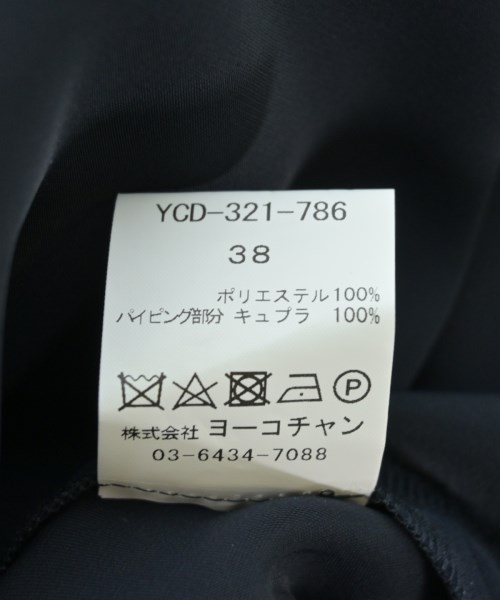 YCD-321-786
38
ポリエステル100%
パイピング部分 キュプラ 100%
P
株式会社 ヨーコチャン
03-6434-7088